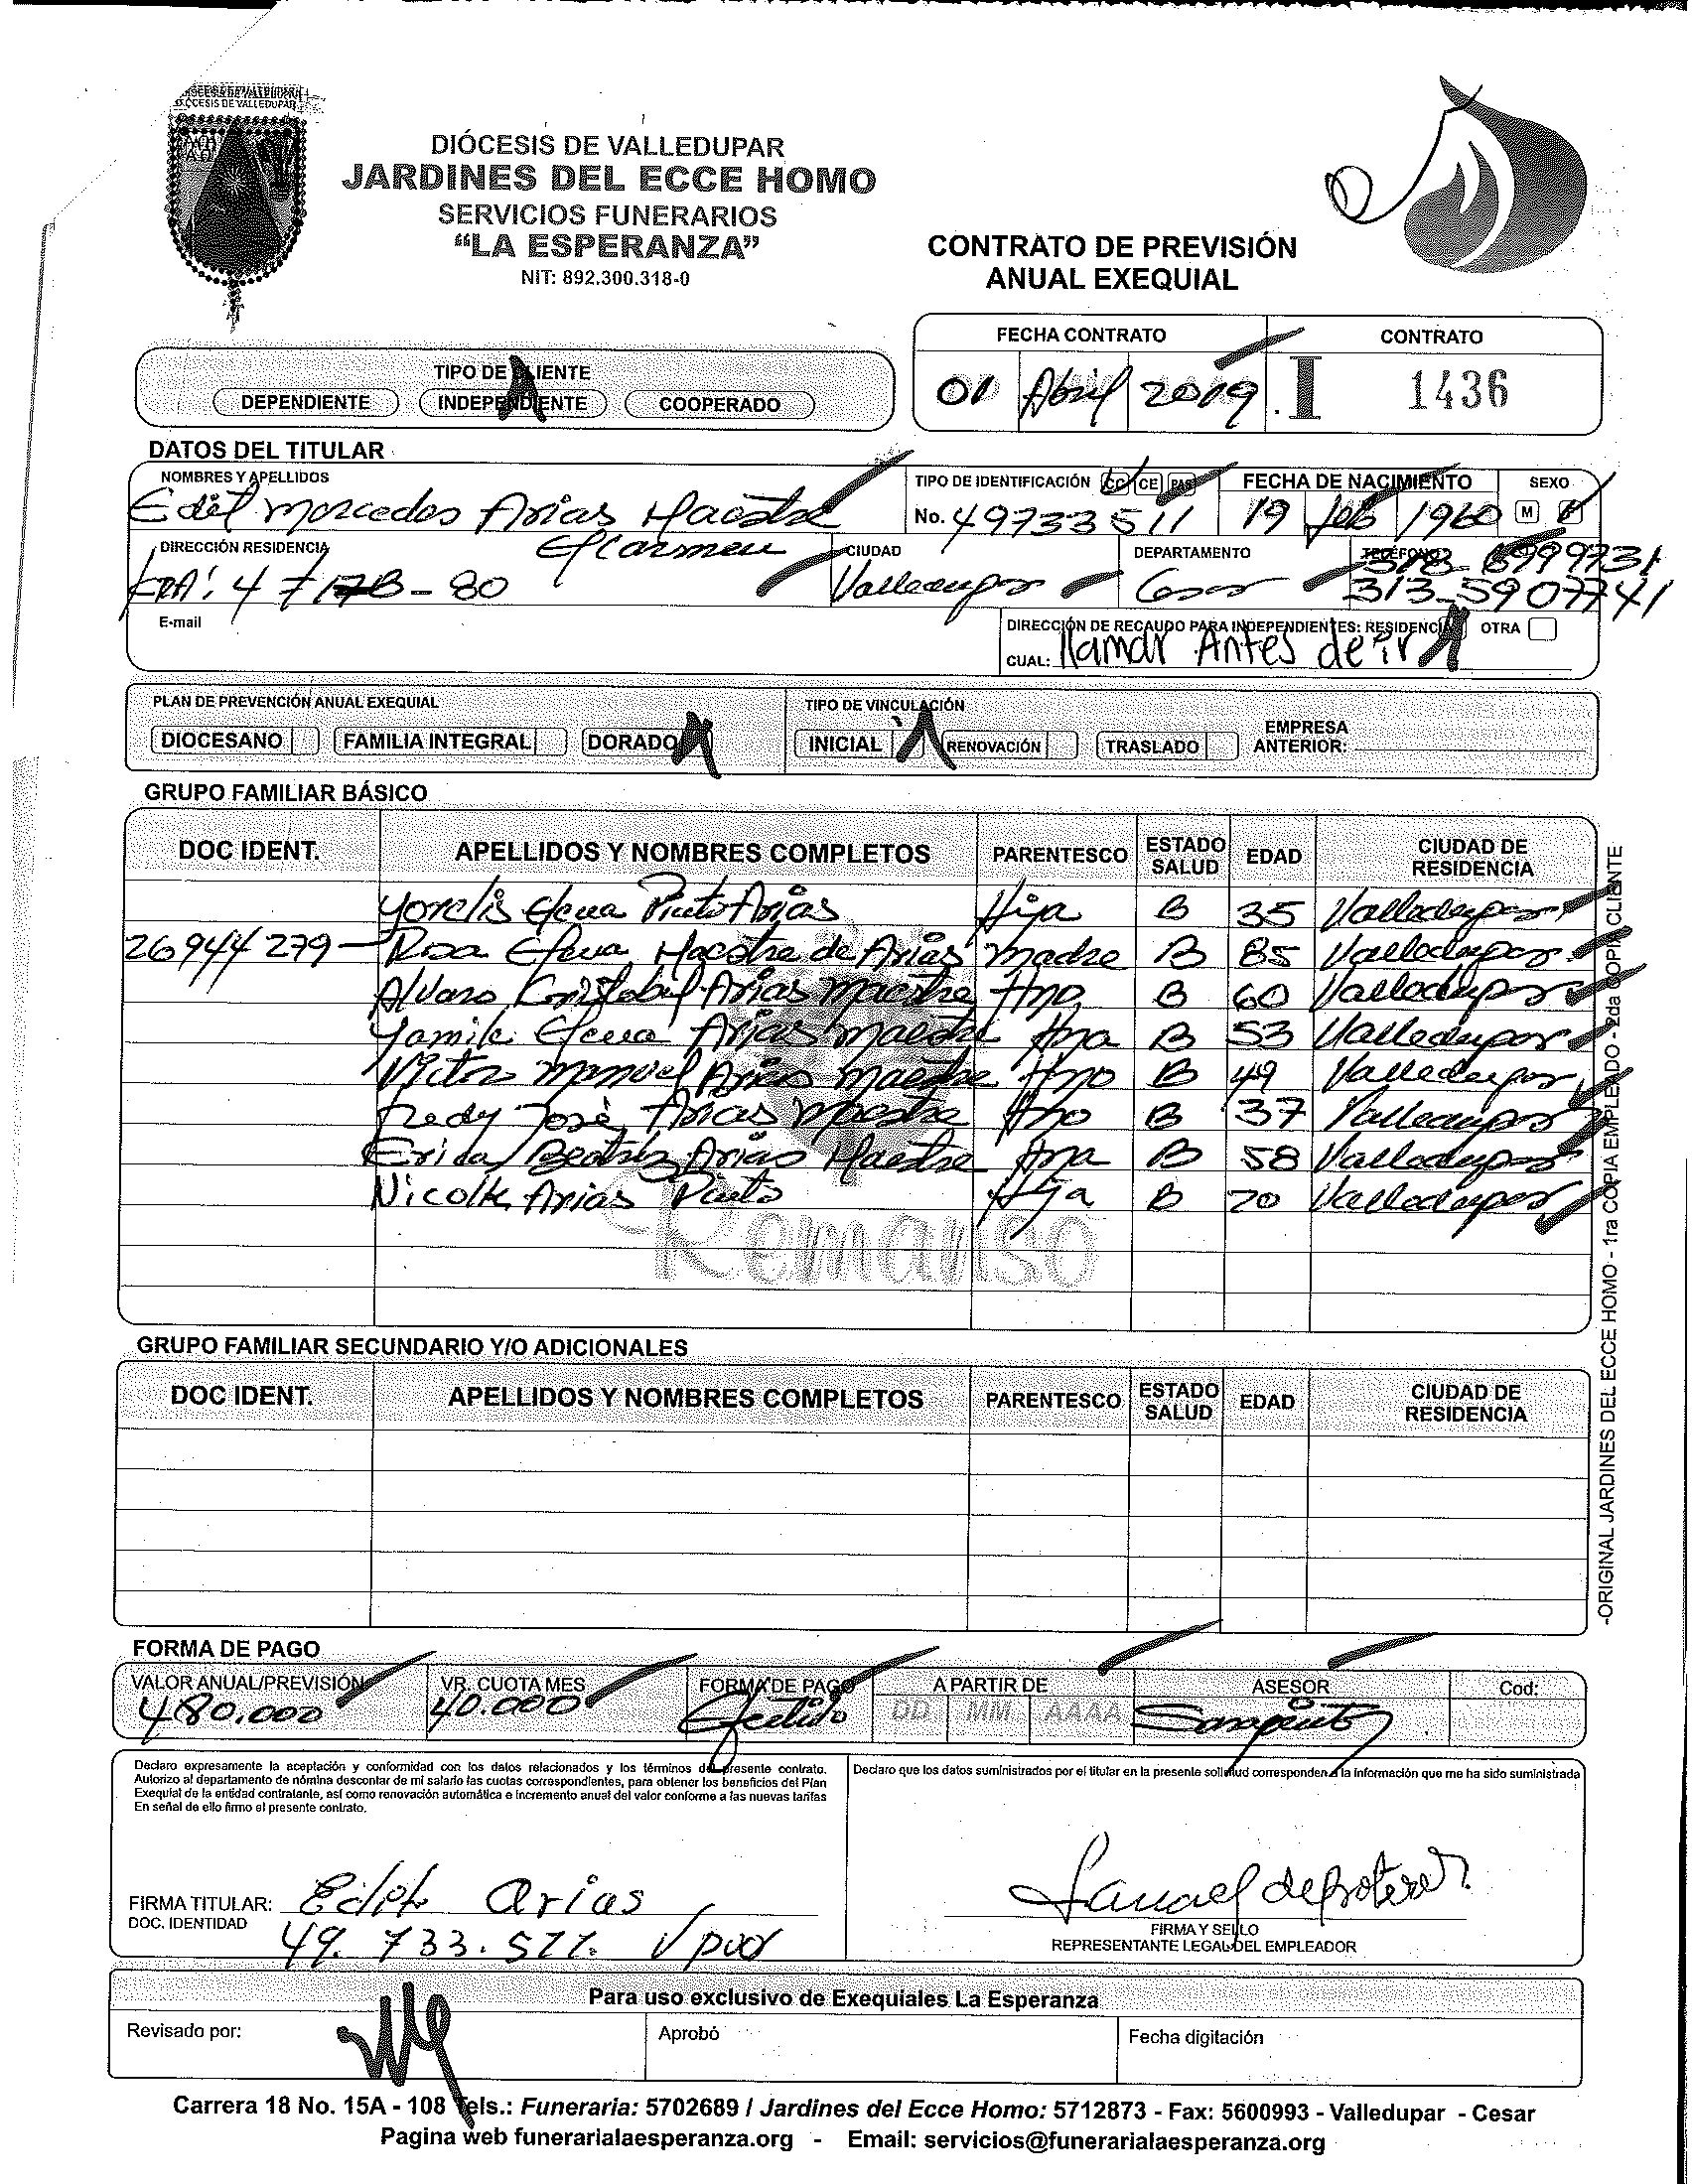 DIÓCESIS DE VALLEDUPAR
DIÓCESIS DE VALLEDUPAR
JARDINES DEL ECCE HOMO
SERVICIOS FUNERARIOS
“LA ESPERANZA”
NIT: 892.300.318-0
CONTRATO DE PREVISIÓN
ANUAL EXEQUIAL
FECHA CONTRATO CONTRATO
01 Abril 2019 I 1436
TIPO DE CLIENTE
DEPENDIENTE INDEPENDIENTE COOPERADO
DATOS DEL TITULAR
NOMBRES Y APELLIDOS TIPO DE IDENTIFICACIÓN CC CE PAS FECHA DE NACIMIENTO SEXO
Edit Mercedes Arias Maestre No. 49733511 19 feb 1960 M F
DIRECCIÓN RESIDENCIA El Carmen CIUDAD DEPARTAMENTO TELÉFONO
CRA: 4 # 17B - 80 Valledupar Cesar 318-6999731
313-5907741
E-mail DIRECCIÓN DE RECAUDO PARA INDEPENDIENTES: RESIDENCIA OTRA
CUAL: llamar Antes de ir
PLAN DE PREVENCIÓN ANUAL EXEQUIAL TIPO DE VINCULACIÓN
DIOCESANO FAMILIA INTEGRAL DORADO INICIAL RENOVACIÓN TRASLADO EMPRESA ANTERIOR:
GRUPO FAMILIAR BÁSICO
DOC IDENT. APELLIDOS Y NOMBRES COMPLETOS PARENTESCO ESTADO SALUD EDAD CIUDAD DE RESIDENCIA
Yorelis Elena Pinto Arias Hija B 35 Valledupar
26944279 - Rosa Elena Maestre de Arias Madre B 85 Valledupar
Alvaro Cristobal Arias Maestre Hno B 60 Valledupar
Yamile Elena Arias Maestre Hna B 53 Valledupar
Victor Manuel Arias Maestre Hno B 49 Valledupar
Fredy José Arias Maestre Hno B 37 Valledupar
Erida Beatriz Arias Maestre Hna B 58 Valledupar
Nicolle Arias Pinto Hija B 20 Valledupar
Remanso
GRUPO FAMILIAR SECUNDARIO Y/O ADICIONALES
DOC IDENT. APELLIDOS Y NOMBRES COMPLETOS PARENTESCO ESTADO SALUD EDAD CIUDAD DE RESIDENCIA
-ORIGINAL JARDINES DEL ECCE HOMO - 1ra COPIA EMPLEADO - 2da COPIA CLIENTE
FORMA DE PAGO
VALOR ANUAL/PREVISIÓN VR. CUOTA MES FORMA DE PAGO A PARTIR DE ASESOR Cod:
480.000 40.000 Efectivo DD MM AAAA
Declaro expresamente la aceptación y conformidad con los datos relacionados y los términos del presente contrato.
Autorizo al departamento de nómina descontar de mi salario las cuotas correspondientes, para obtener los beneficios del Plan
Exequial de la entidad contratante, así como renovación automática e incremento anual del valor conforme a las nuevas tarifas
En señal de ello firmo el presente contrato.
Declaro que los datos suministrados por el titular en la presente solicitud corresponden a la información que me ha sido suministrada
FIRMA TITULAR: Edith Arias
DOC. IDENTIDAD 49.733.511. V/par
FIRMA Y SELLO
REPRESENTANTE LEGAL DEL EMPLEADOR
Para uso exclusivo de Exequiales La Esperanza
Revisado por: Aprobó Fecha digitación
Carrera 18 No. 15A - 108 Tels.: Funeraria: 5702689 / Jardines del Ecce Homo: 5712873 - Fax: 5600993 - Valledupar - Cesar
Pagina web funerarialaesperanza.org - Email: servicios@funerarialaesperanza.org